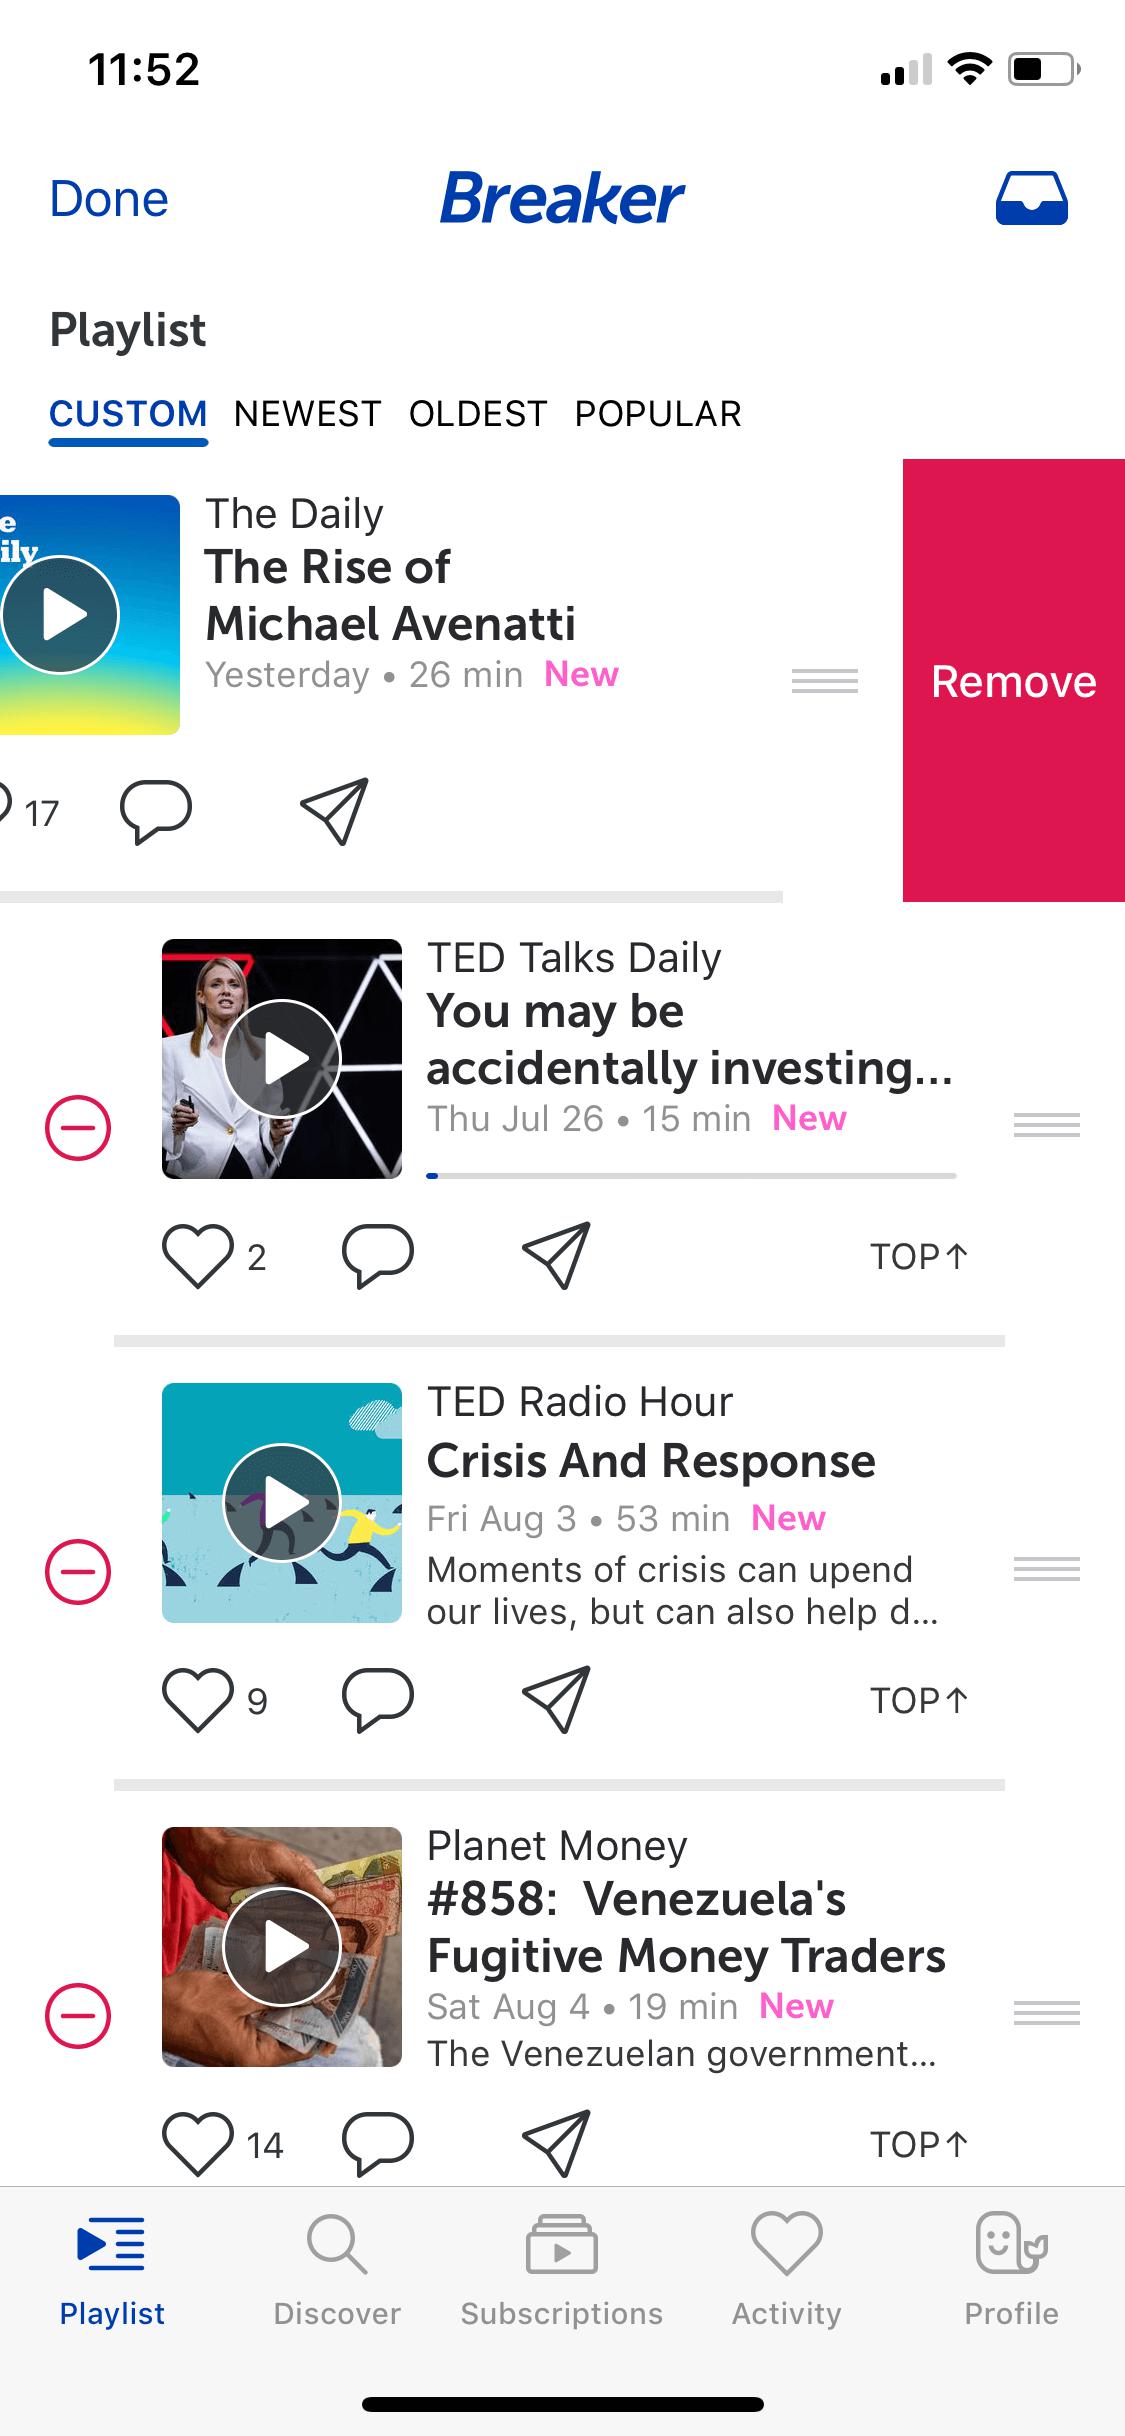 11:52
Done
Breaker
Playlist
CUSTOM NEWEST OLDEST POPULAR
e
ily
The Daily
The Rise of
Michael Avenatti
Yesterday • 26 min New
Remove
17
TED Talks Daily
You may be
accidentally investing...
Thu Jul 26 • 15 min New
2
TOP↑
TED Radio Hour
Crisis And Response
Fri Aug 3 • 53 min New
Moments of crisis can upend
our lives, but can also help d...
9
TOP↑
Planet Money
#858: Venezuela's
Fugitive Money Traders
Sat Aug 4 • 19 min New
The Venezuelan government...
14
TOP↑
Playlist
Discover
Subscriptions
Activity
Profile